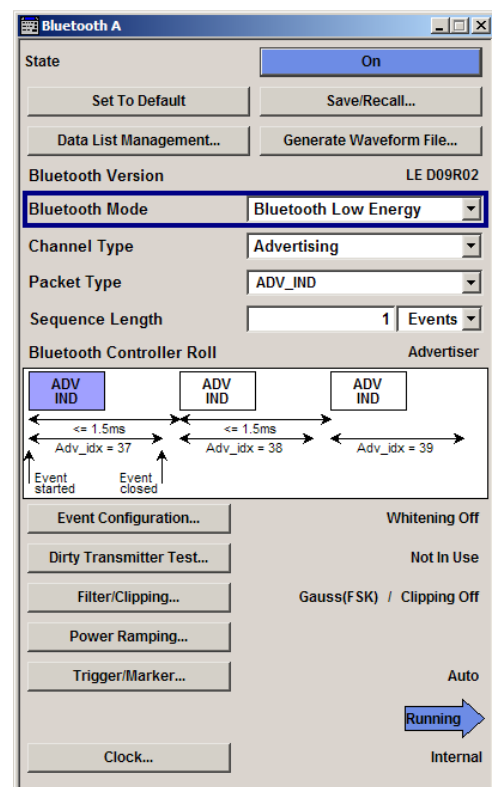 Bluetooth A
State On
Set To Default Save/Recall...
Data List Management... Generate Waveform File...
Bluetooth Version LE D09R02
Bluetooth Mode Bluetooth Low Energy
Channel Type Advertising
Packet Type ADV_IND
Sequence Length 1 Events
Bluetooth Controller Roll Advertiser
ADV ADV ADV
IND IND IND
<= 1.5ms <= 1.5ms
Adv_idx = 37 Adv_idx = 38 Adv_idx = 39
Event Event
started closed
Event Configuration... Whitening Off
Dirty Transmitter Test... Not In Use
Filter/Clipping... Gauss(FSK) / Clipping Off
Power Ramping...
Trigger/Marker... Auto
Running
Clock... Internal